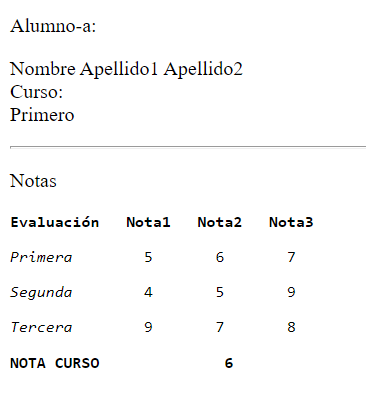 Alumno-a:
Nombre Apellido1 Apellido2
Curso:
Primero
Notas
Evaluación Nota1 Nota2 Nota3
Primera 5 6 7
Segunda 4 5 9
Tercera 9 7 8
NOTA CURSO 6